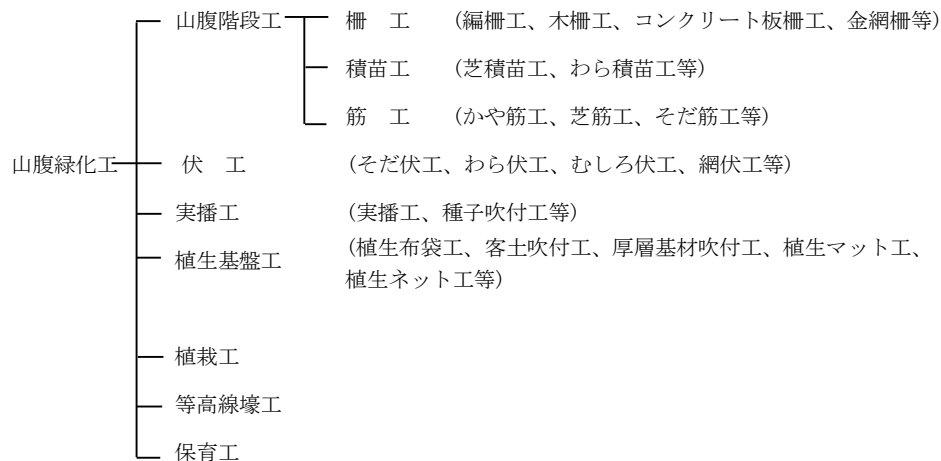 山腹階段工 柵 工 (編柵工、木柵工、コンクリート板柵工、金網柵等)
積苗工 (芝積苗工、わら積苗工等)
筋 工 (かや筋工、芝筋工、そだ筋工等)
山腹緑化工 伏 工 (そだ伏工、わら伏工、むしろ伏工、網伏工等)
実播工 (実播工、種子吹付工等)
植生基盤工 (植生布袋工、客土吹付工、厚層基材吹付工、植生マット工、
植生ネット工等)
植栽工
等高線壕工
保育工